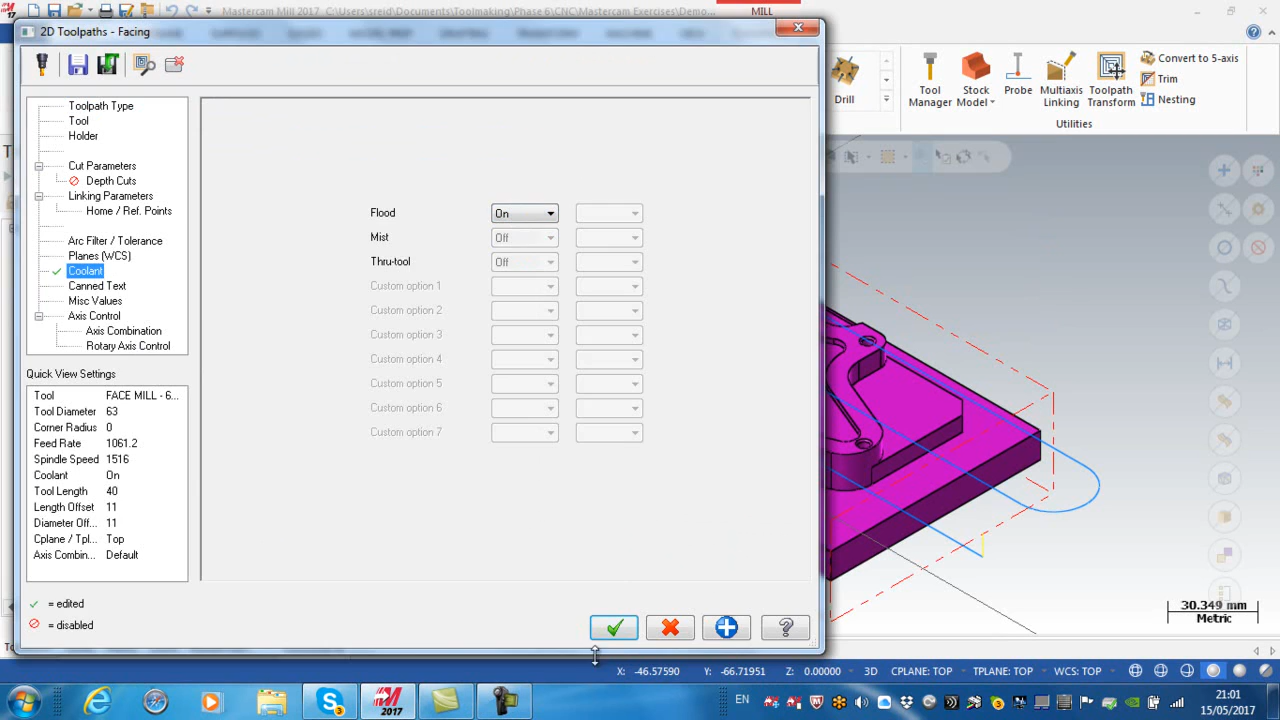 Mastercam Mill 2017 C:\Users\sreid\Documents\Toolmaking\Phase 6\CNC\Mastercam Exercises\Demo...
MILL
2D Toolpaths - Facing
Toolpath Type
Tool
Holder
Cut Parameters
Depth Cuts
Linking Parameters
Home / Ref. Points
Arc Filter / Tolerance
Planes (WCS)
Coolant
Canned Text
Misc Values
Axis Control
Axis Combination
Rotary Axis Control
Quick View Settings
Tool FACE MILL - 6...
Tool Diameter 63
Corner Radius 0
Feed Rate 1061.2
Spindle Speed 1516
Coolant On
Tool Length 40
Length Offset 11
Diameter Off... 11
Cplane / Tpl... Top
Axis Combin... Default
= edited
= disabled
Flood On
Mist Off
Thru-tool Off
Custom option 1
Custom option 2
Custom option 3
Custom option 4
Custom option 5
Custom option 6
Custom option 7
Drill
Tool Manager
Stock Model
Probe
Multiaxis Linking
Toolpath Transform
Convert to 5-axis
Trim
Nesting
Utilities
30.349 mm
Metric
X: -46.57590 Y: -66.71951 Z: 0.00000 3D CPLANE: TOP TPLANE: TOP WCS: TOP
2017
EN
21:01
15/05/2017